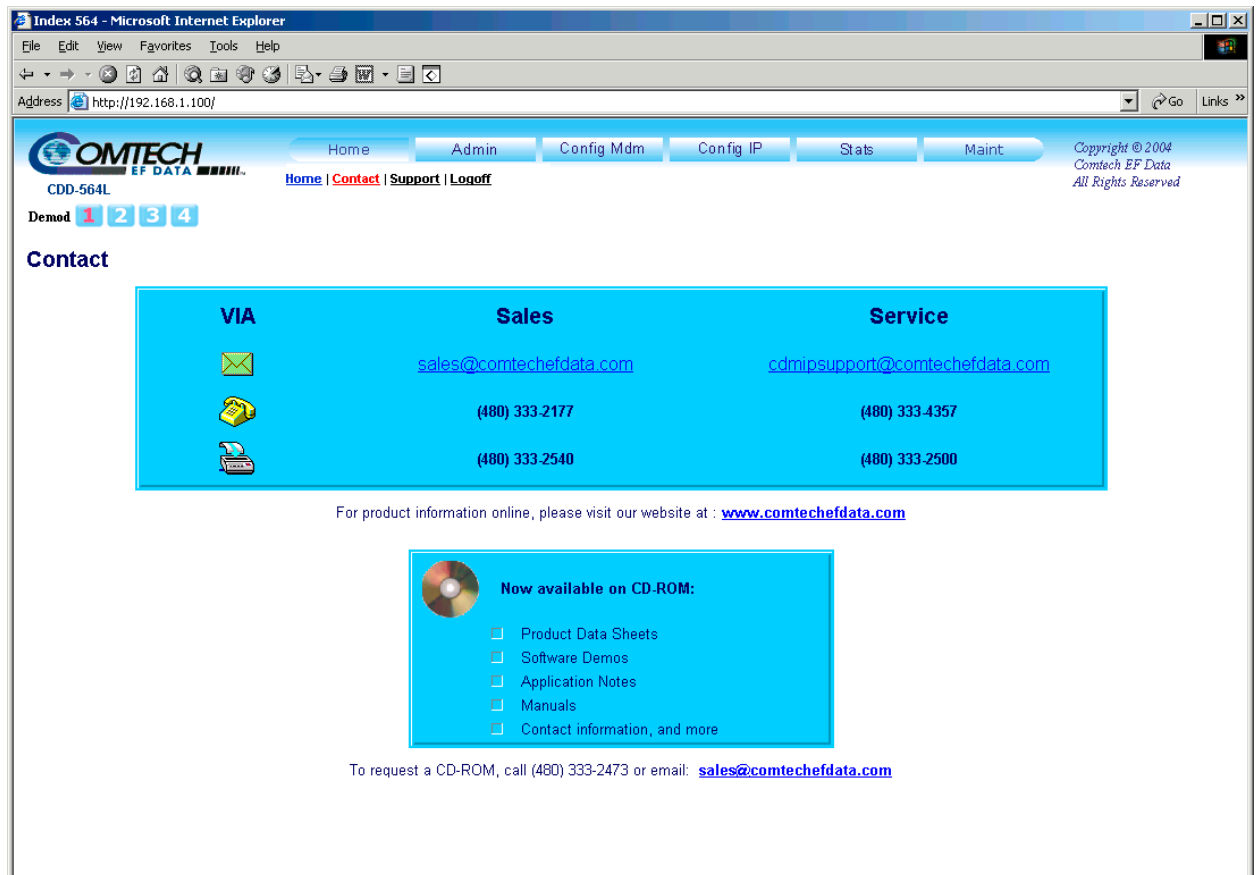 Index 564 - Microsoft Internet Explorer
File Edit View Favorites Tools Help
Address http://192.168.1.100/ Go Links »
COMTECH
EF DATA
CDD-564L
Home Admin Config Mdm Config IP Stats Maint
Home | Contact | Support | Logoff
Copyright © 2004
Comtech EF Data
All Rights Reserved
Demod 1 2 3 4
Contact
VIA Sales Service
sales@comtechefdata.com cdmipsupport@comtechefdata.com
(480) 333-2177 (480) 333-4357
(480) 333-2540 (480) 333-2500
For product information online, please visit our website at : www.comtechefdata.com
Now available on CD-ROM:
Product Data Sheets
Software Demos
Application Notes
Manuals
Contact information, and more
To request a CD-ROM, call (480) 333-2473 or email: sales@comtechefdata.com